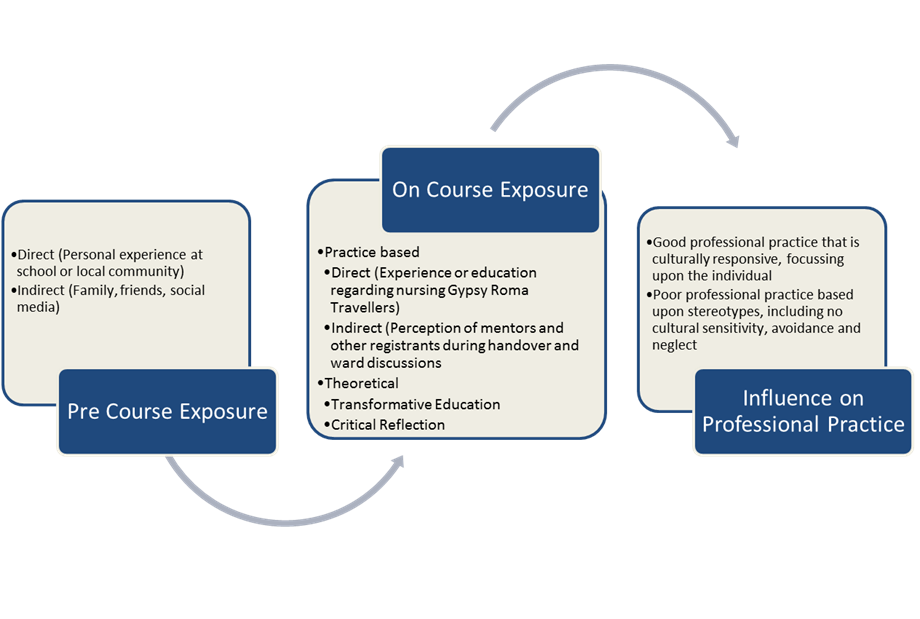 •Direct (Personal experience at
school or local community)
•Indirect (Family, friends, social
media)
Pre Course Exposure
On Course Exposure
•Practice based
•Direct (Experience or education
regarding nursing Gypsy Roma
Travellers)
•Indirect (Perception of mentors and
other registrants during handover and
ward discussions
•Theoretical
•Transformative Education
•Critical Reflection
•Good professional practice that is
culturally responsive, focussing
upon the individual
•Poor professional practice based
upon stereotypes, including no
cultural sensitivity, avoidance and
neglect
Influence on
Professional Practice